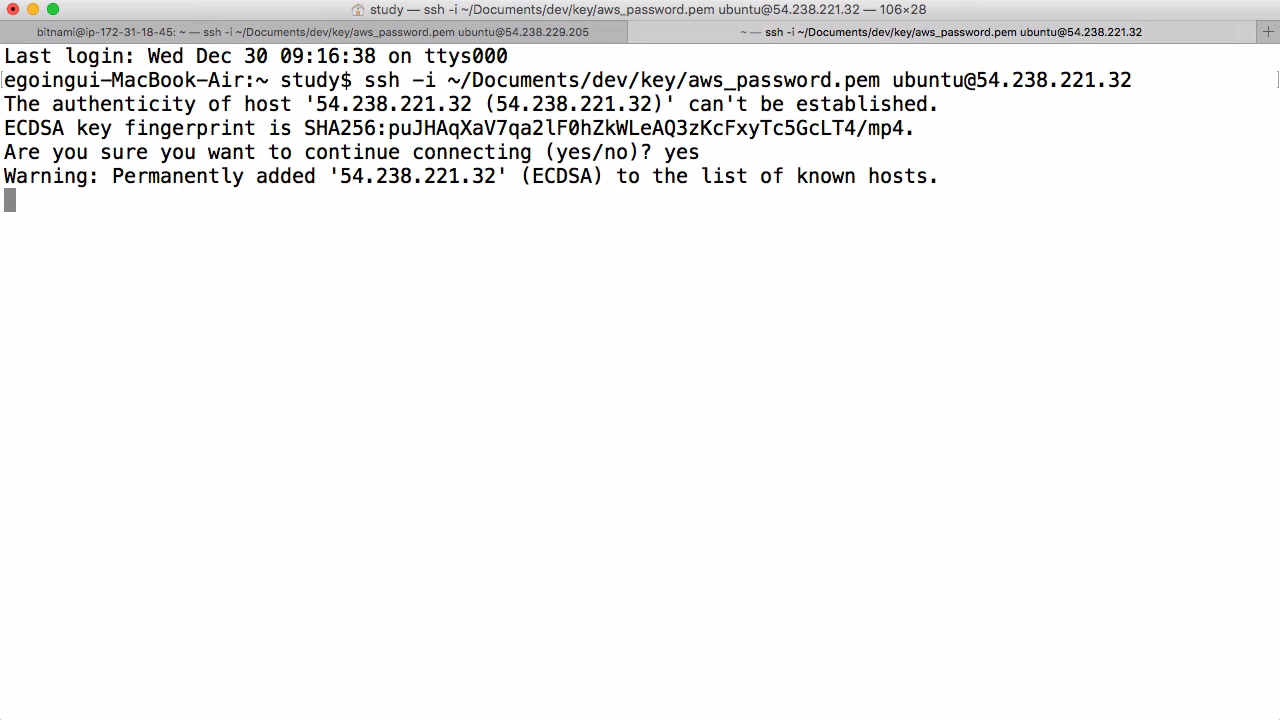 study — ssh -i ~/Documents/dev/key/aws_password.pem ubuntu@54.238.221.32 — 106×28
bitnami@ip-172-31-18-45: ~ — ssh -i ~/Documents/dev/key/aws_password.pem ubuntu@54.238.229.205
~ — ssh -i ~/Documents/dev/key/aws_password.pem ubuntu@54.238.221.32
Last login: Wed Dec 30 09:16:38 on ttys000
egoingui-MacBook-Air:~ study$ ssh -i ~/Documents/dev/key/aws_password.pem ubuntu@54.238.221.32
The authenticity of host '54.238.221.32 (54.238.221.32)' can't be established.
ECDSA key fingerprint is SHA256:puJHAqXaV7qa2lF0hZkWLeAQ3zKcFxyTc5GcLT4/mp4.
Are you sure you want to continue connecting (yes/no)? yes
Warning: Permanently added '54.238.221.32' (ECDSA) to the list of known hosts.